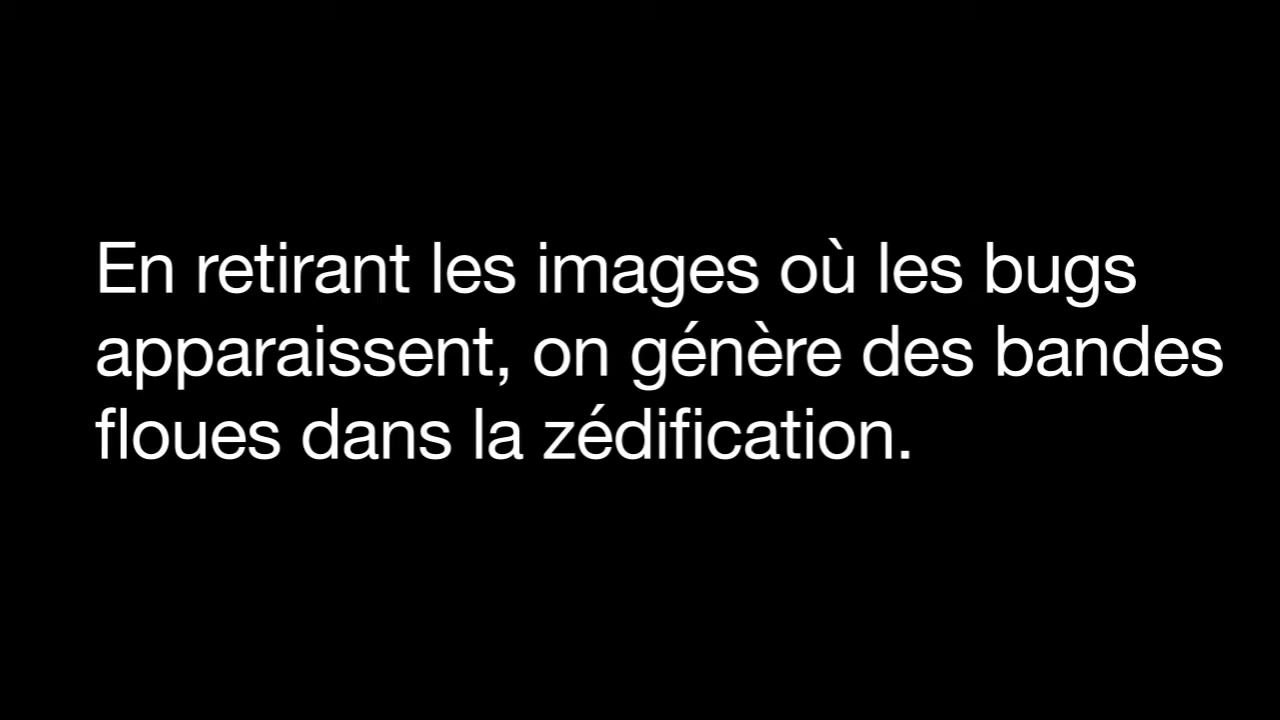 En retirant les images où les bugs
apparaissent, on génère des bandes
floues dans la zédification.